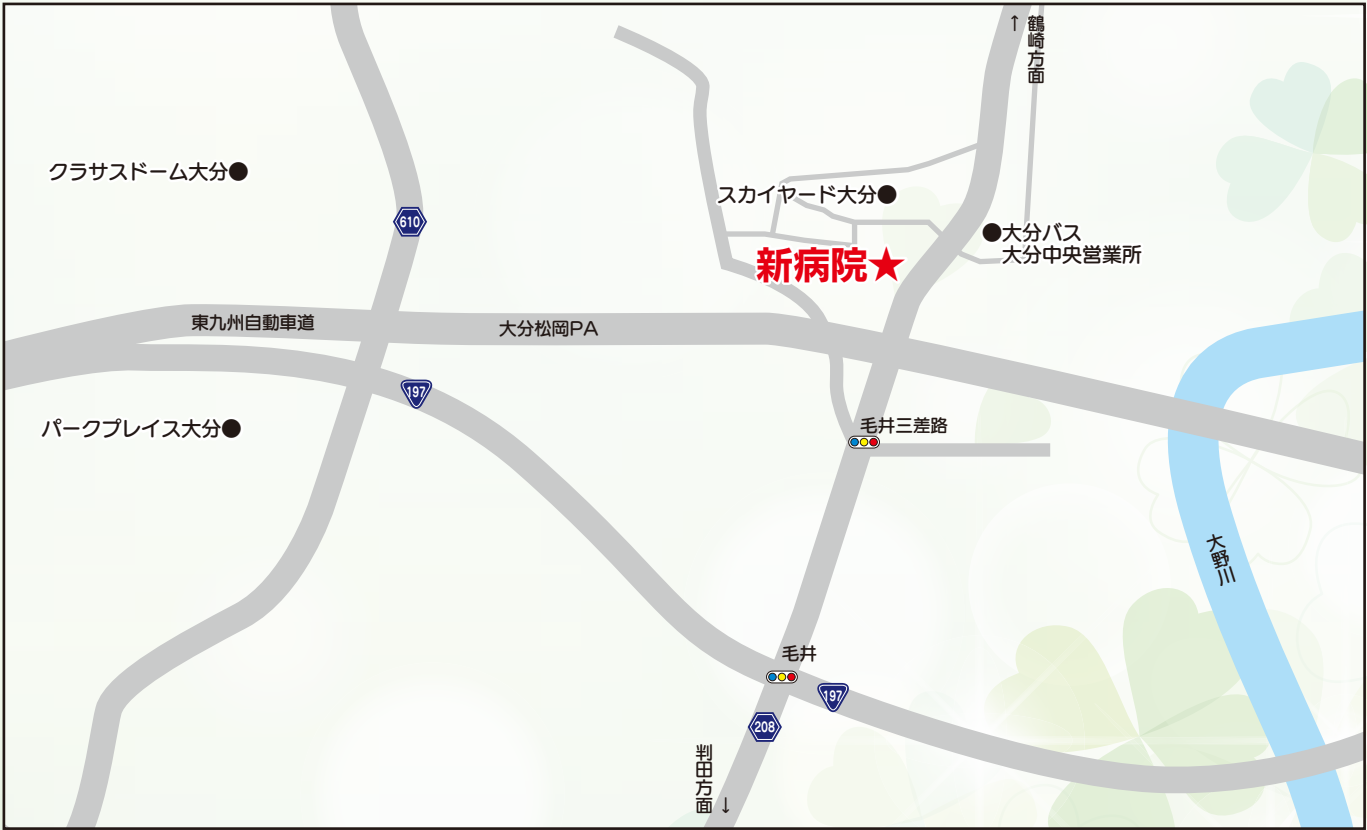 ↑鶴崎方面
クラサスドーム大分●
スカイヤード大分●
610
●大分バス
大分中央営業所
新病院★
東九州自動車道
大分松岡PA
197
パークプレイス大分●
毛井三差路
大野川
毛井
197
208
判田方面↓